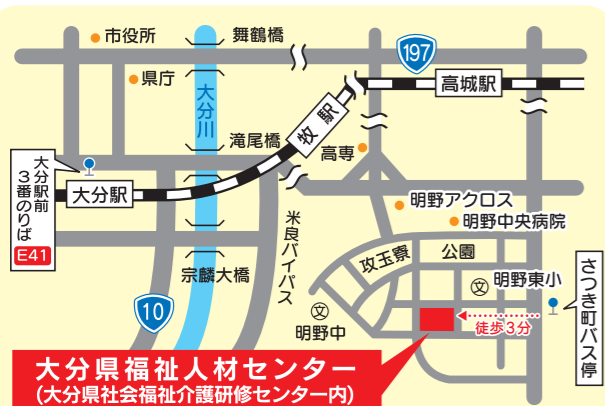 市役所
舞鶴橋
197
県庁
大分川
高城駅
牧駅
滝尾橋
高専
大分駅前
3番のりば
E41
大分駅
明野アクロス
明野中央病院
米良バイパス
攻玉寮
公園
宗麟大橋
文
明野東小
さつき町バス停
10
文
明野中
徒歩3分
大分県福祉人材センター
(大分県社会福祉介護研修センター内)